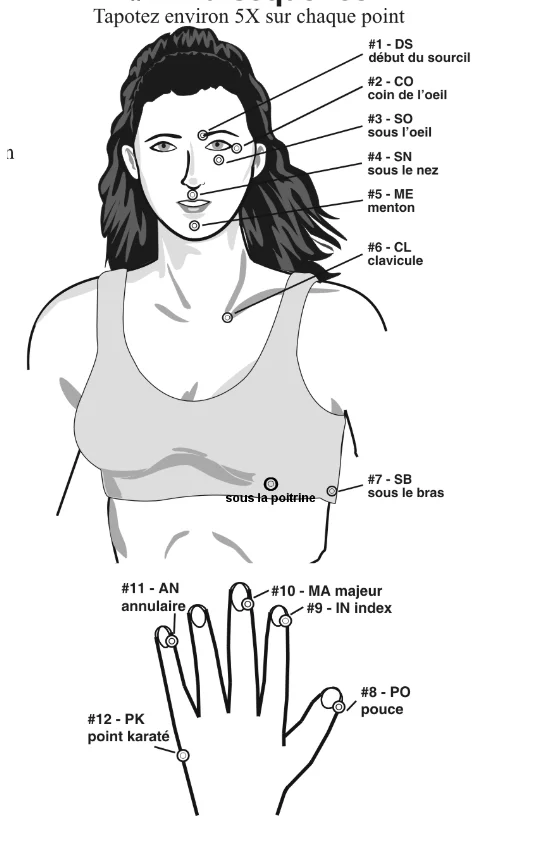 Tapotez environ 5X sur chaque point
#1 - DS
début du sourcil
#2 - CO
coin de l'oeil
#3 - SO
sous l'oeil
#4 - SN
sous le nez
#5 - ME
menton
#6 - CL
clavicule
#7 - SB
sous le bras
sous la poitrine
#11 - AN
annulaire
#10 - MA majeur
#9 - IN index
#8 - PO
pouce
#12 - PK
point karaté